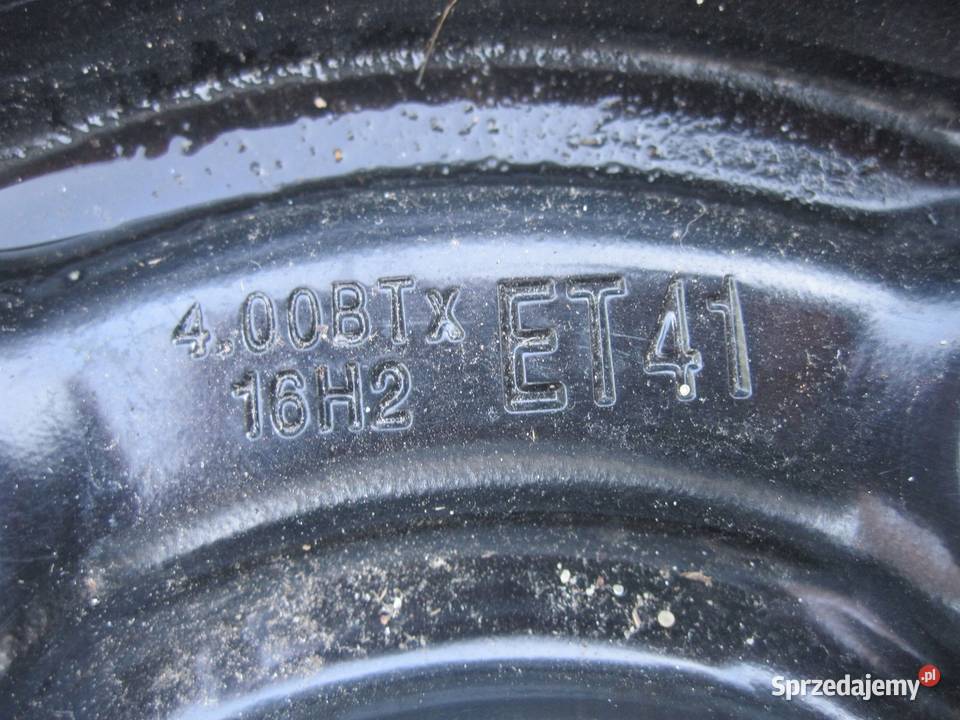 4.00BTx
16H2
ET41
Sprzedajemy.pl